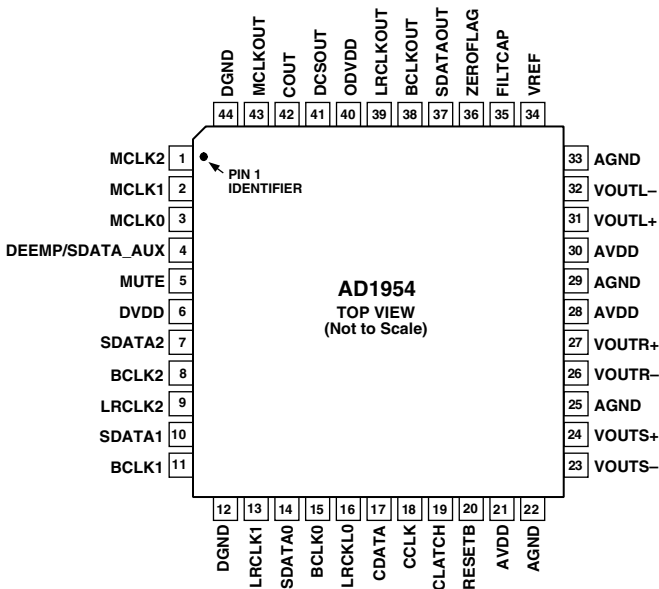 DGND
MCLKOUT
COUT
DCSOUT
ODVDD
LRCLKOUT
BCLKOUT
SDATAOUT
ZEROFLAG
FILTCAP
VREF
44 43 42 41 40 39 38 37 36 35 34
MCLK2 1
MCLK1 2
MCLK0 3
DEEMP/SDATA_AUX 4
MUTE 5
DVDD 6
SDATA2 7
BCLK2 8
LRCLK2 9
SDATA1 10
BCLK1 11
PIN 1
IDENTIFIER
AD1954
TOP VIEW
(Not to Scale)
33 AGND
32 VOUTL–
31 VOUTL+
30 AVDD
29 AGND
28 AVDD
27 VOUTR+
26 VOUTR–
25 AGND
24 VOUTS+
23 VOUTS–
12 13 14 15 16 17 18 19 20 21 22
DGND
LRCLK1
SDATA0
BCLK0
LRCKL0
CDATA
CCLK
CLATCH
RESETB
AVDD
AGND